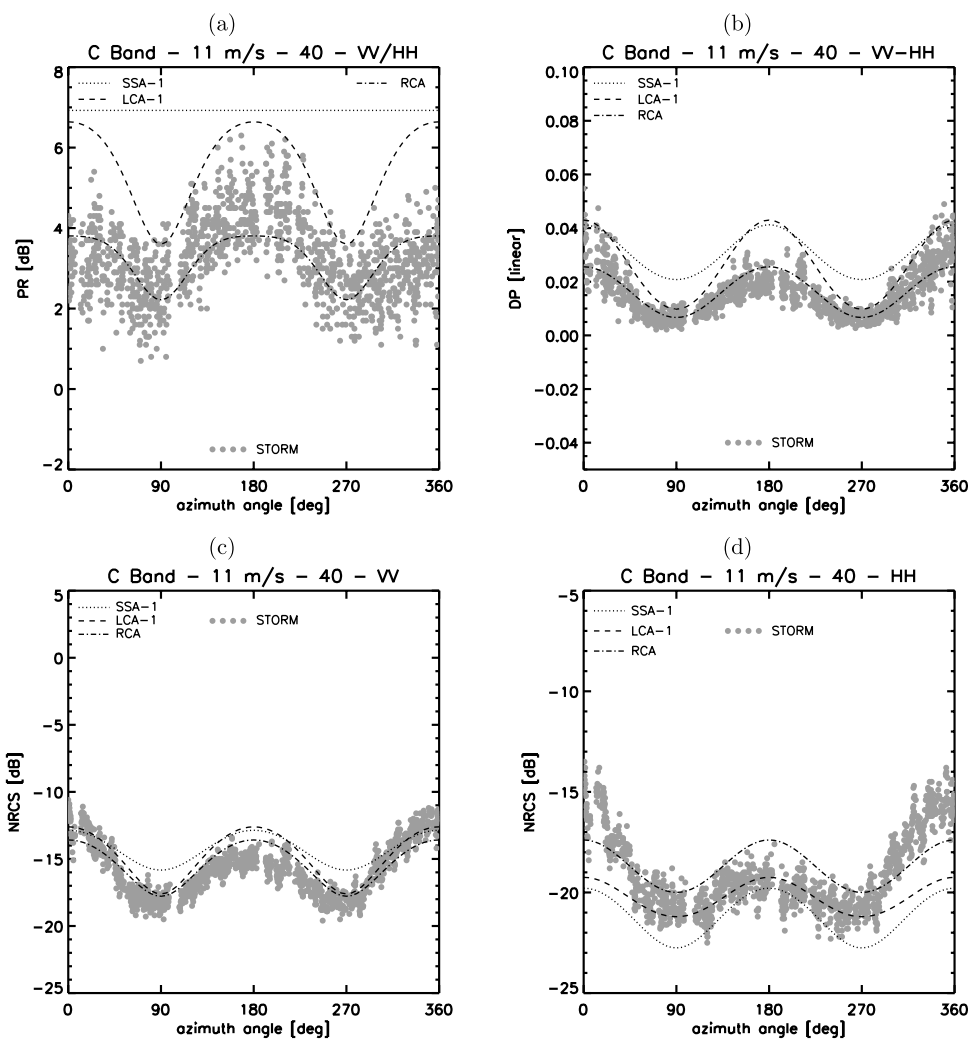 (a)
C Band – 11 m/s – 40 – VV/HH
SSA–1
LCA–1
RCA
8
6
4
2
0
−2
PR [dB]
STORM
0 90 180 270 360
azimuth angle [deg]
(b)
C Band – 11 m/s – 40 – VV–HH
SSA–1
LCA–1
RCA
0.10
0.08
0.06
0.04
0.02
0.00
−0.02
−0.04
DP [linear]
STORM
0 90 180 270 360
azimuth angle [deg]
(c)
C Band – 11 m/s – 40 – VV
SSA–1
LCA–1
RCA
STORM
5
0
−5
−10
−15
−20
−25
NRCS [dB]
0 90 180 270 360
azimuth angle [deg]
(d)
C Band – 11 m/s – 40 – HH
SSA–1
LCA–1
RCA
STORM
−5
−10
−15
−20
−25
NRCS [dB]
0 90 180 270 360
azimuth angle [deg]